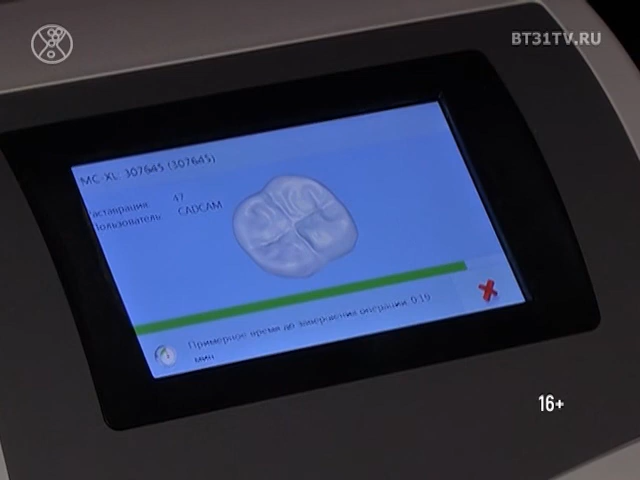 BT31TV.RU
MC XL: 307645 (307645)
Реставрация: 47
Пользователь: CADCAM
Примерное время до завершения операции: 0:19
мин
16+